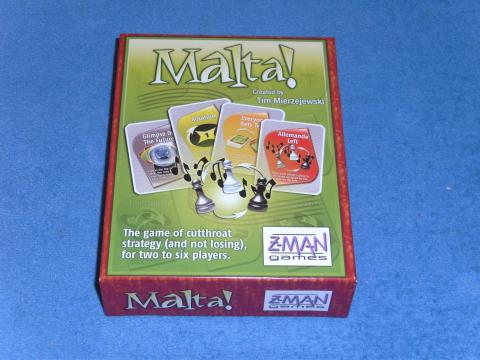 Malta!
Created by
Tim Mierzejewski
Glimpse
The Future
Everyone
Allemande
Left
The game of cutthroat
strategy (and not losing),
for two to six players.
Z-MAN
games
Malta!
Z-MAN
games